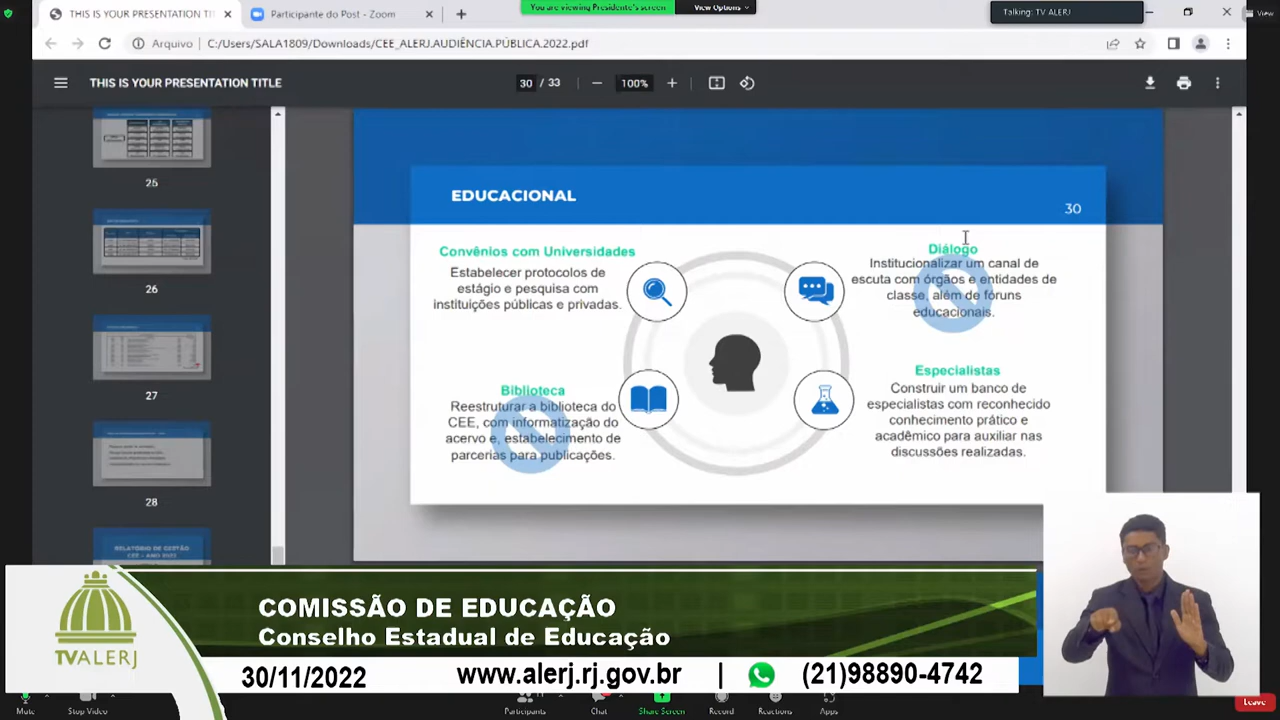 THIS IS YOUR PRESENTATION TI
Participante do Post - Zoom
You are viewing Presidente's screen
View Options
Talking: TV ALERJ
View
Arquivo
C:/Users/SALA1809/Downloads/CEE_ALERJ.AUDIÊNCIA.PÚBLICA.2022.pdf
THIS IS YOUR PRESENTATION TITLE
30 / 33
100%
25
26
27
28
RELATÓRIO DE GESTÃO
EDUCACIONAL
30
Convênios com Universidades
Estabelecer protocolos de
estágio e pesquisa com
instituições públicas e privadas.
Diálogo
Institucionalizar um canal de
escuta com órgãos e entidades de
classe, além de fóruns
educacionais.
Biblioteca
Reestruturar a biblioteca do
CEE, com informatização do
acervo e, estabelecimento de
parcerias para publicações.
Especialistas
Construir um banco de
especialistas com reconhecido
conhecimento prático e
acadêmico para auxiliar nas
discussões realizadas.
COMISSÃO DE EDUCAÇÃO
Conselho Estadual de Educação
TVALERJ
30/11/2022
www.alerj.rj.gov.br | (21)98890-4742
Mute
Stop Video
Participants
Chat
Share Screen
Record
Reactions
Apps
Leave